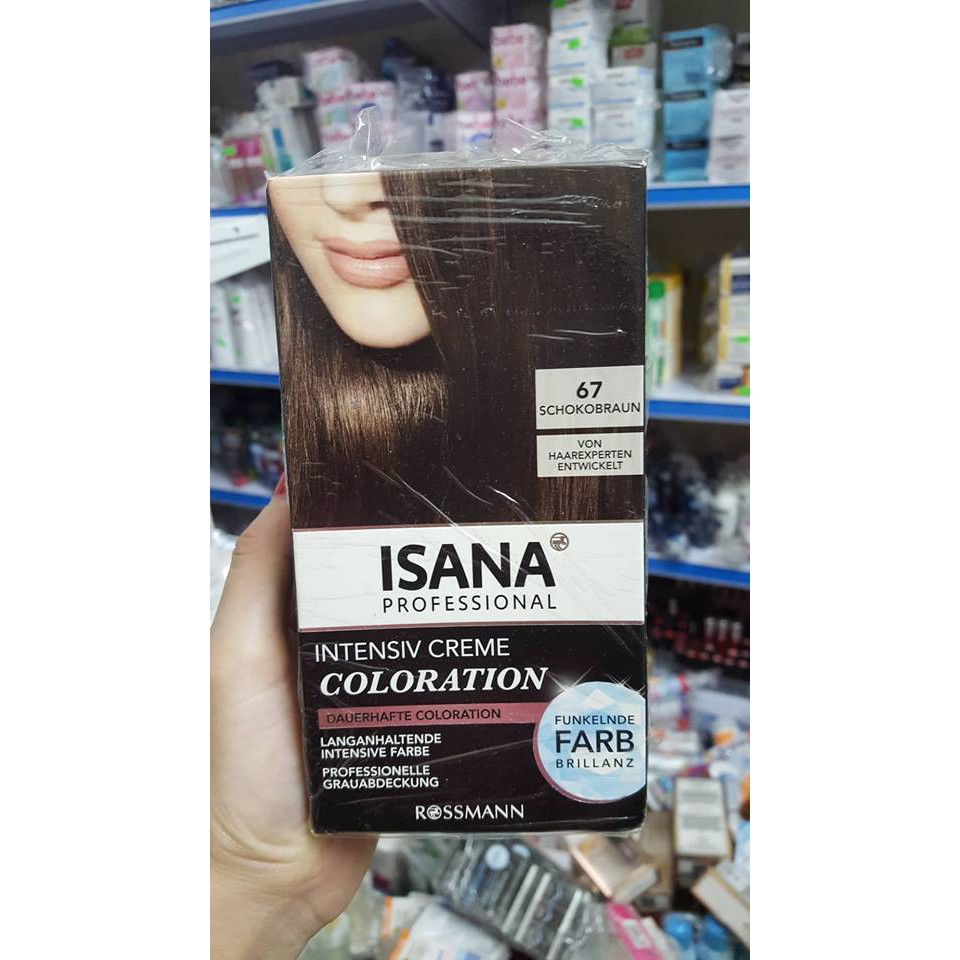 67
SCHOKOBRAUN
VON
HAAREXPERTEN
ENTWICKELT
ISANA
PROFESSIONAL
INTENSIV CREME
COLORATION
DAUERHAFTE COLORATION
LANGANHALTENDE
INTENSIVE FARBE
PROFESSIONELLE
GRAUABDECKUNG
FUNKELNDE
FARB
BRILLANZ
ROSSMANN